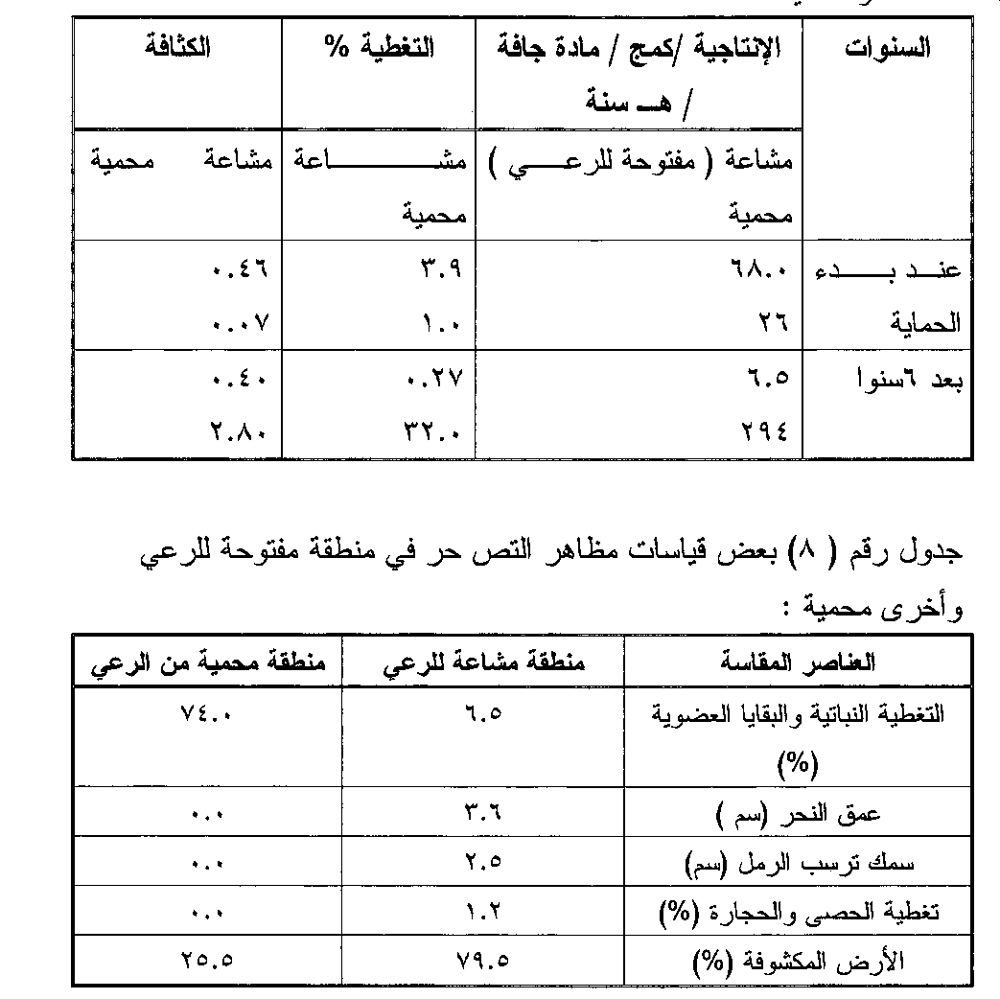 السنوات الإنتاجية /كمج / مادة جافة التغطية % الكثافة
/ هـ سنة
مشاعة ( مفتوحة للرعي ) مشاعة مشاعة محمية
محمية محمية
عند بدء ٦٨.٠ ٣.٩ ٠.٤٦
الحماية ٢٦ ١.٠ ٠.٠٧
بعد ٦سنوا ٦.٥ ٠.٢٧ ٠.٤٠
٢٩٤ ٣٢.٠ ٢.٨٠
جدول رقم ( ٨) بعض قياسات مظاهر التص حر في منطقة مفتوحة للرعي
وأخرى محمية :
العناصر المقاسة منطقة مشاعة للرعي منطقة محمية من الرعي
التغطية النباتية والبقايا العضوية ٦.٥ ٧٤.٠
(%)
عمق النحر (سم ) ٣.٦ ٠.٠
سمك ترسب الرمل (سم) ٢.٥ ٠.٠
تغطية الحصى والحجارة (%) ١.٢ ٠.٠
الأرض المكشوفة (%) ٧٩.٥ ٢٥.٥